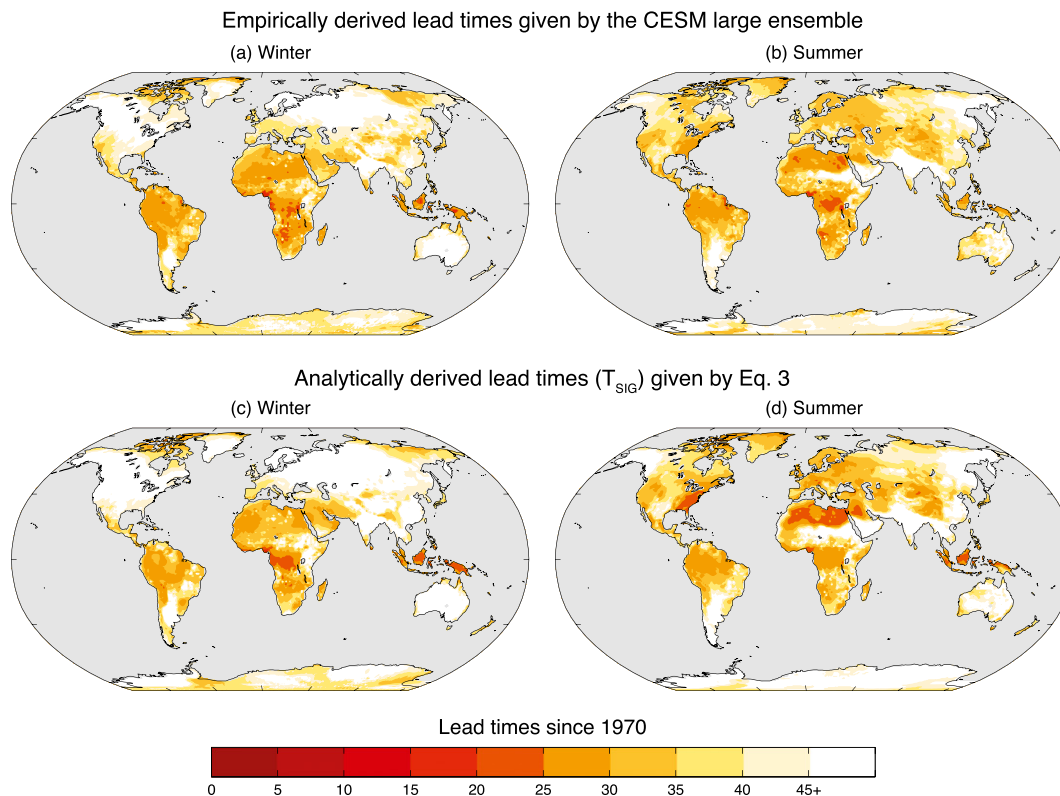 Empirically derived lead times given by the CESM large ensemble
(a) Winter
(b) Summer
Analytically derived lead times (T_SIG) given by Eq. 3
(c) Winter
(d) Summer
Lead times since 1970
0 5 10 15 20 25 30 35 40 45+